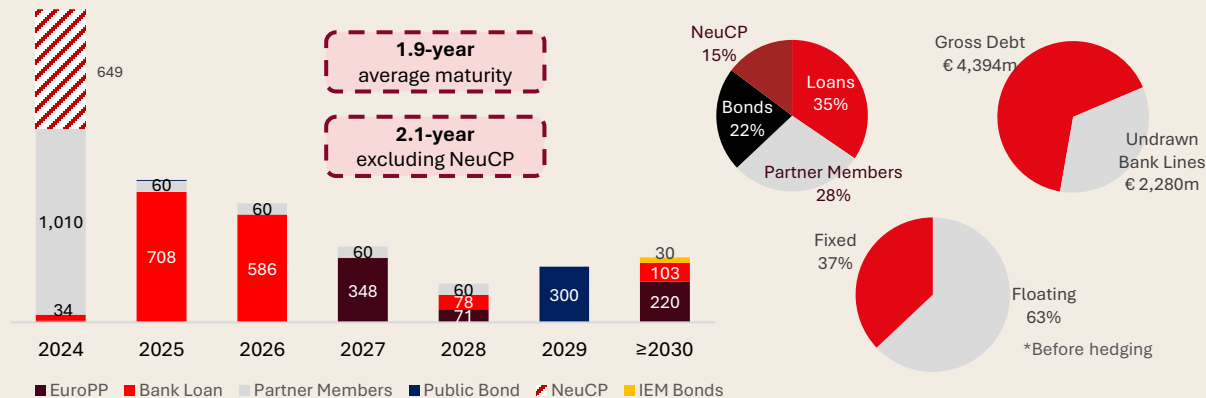 649
1,010
34
60
708
60
586
60
348
60
78
71
300
30
103
220
2024
2025
2026
2027
2028
2029
≥2030
EuroPP
Bank Loan
Partner Members
Public Bond
NeuCP
IEM Bonds
1.9-year
average maturity
2.1-year
excluding NeuCP
NeuCP
15%
Loans
35%
Bonds
22%
Partner Members
28%
Gross Debt
€ 4,394m
Undrawn
Bank Lines
€ 2,280m
Fixed
37%
Floating
63%
*Before hedging